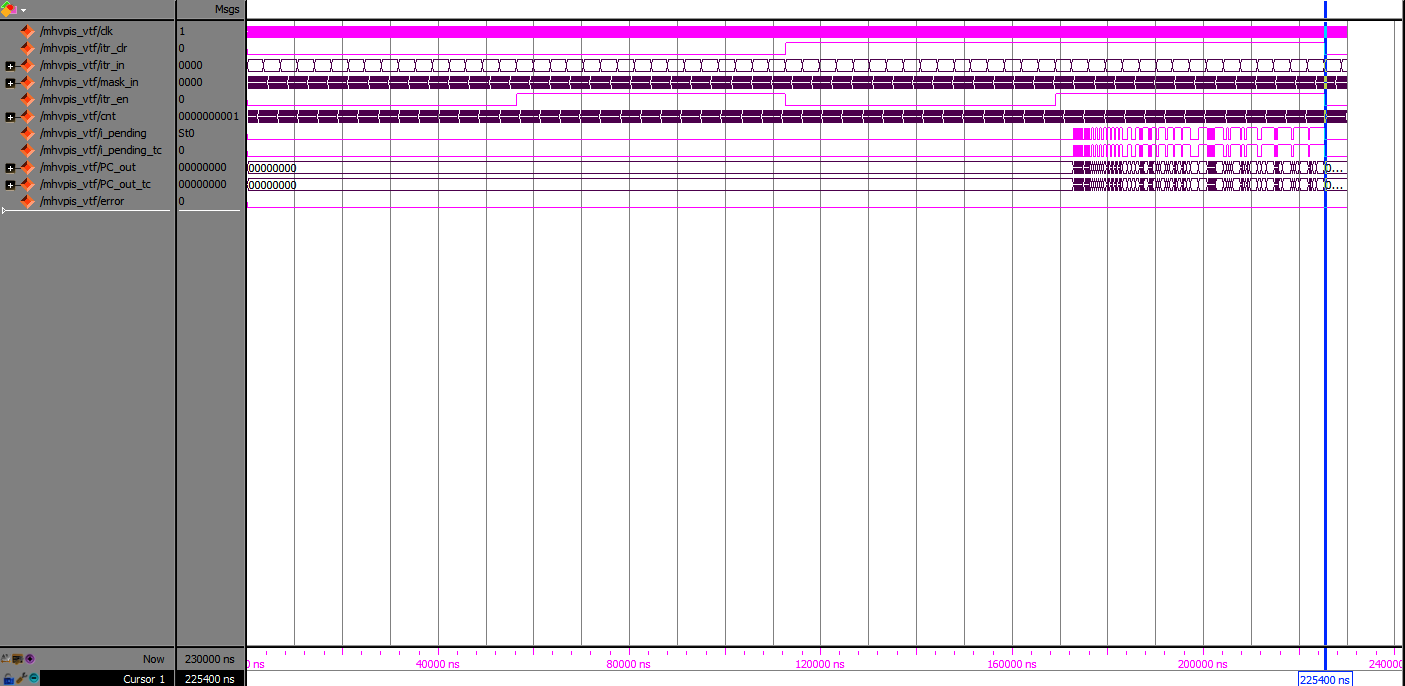 Msgs
/mhvpis_vtf/clk 1
/mhvpis_vtf/itr_clr 0
/mhvpis_vtf/itr_in 0000
/mhvpis_vtf/mask_in 0000
/mhvpis_vtf/itr_en 0
/mhvpis_vtf/cnt 0000000001
/mhvpis_vtf/i_pending St0
/mhvpis_vtf/i_pending_tc 0
/mhvpis_vtf/PC_out 00000000 00000000 0...
/mhvpis_vtf/PC_out_tc 00000000 00000000 0...
/mhvpis_vtf/error 0
Now 230000 ns ns 40000 ns 80000 ns 120000 ns 160000 ns 200000 ns 24000
Cursor 1 225400 ns 225400 ns